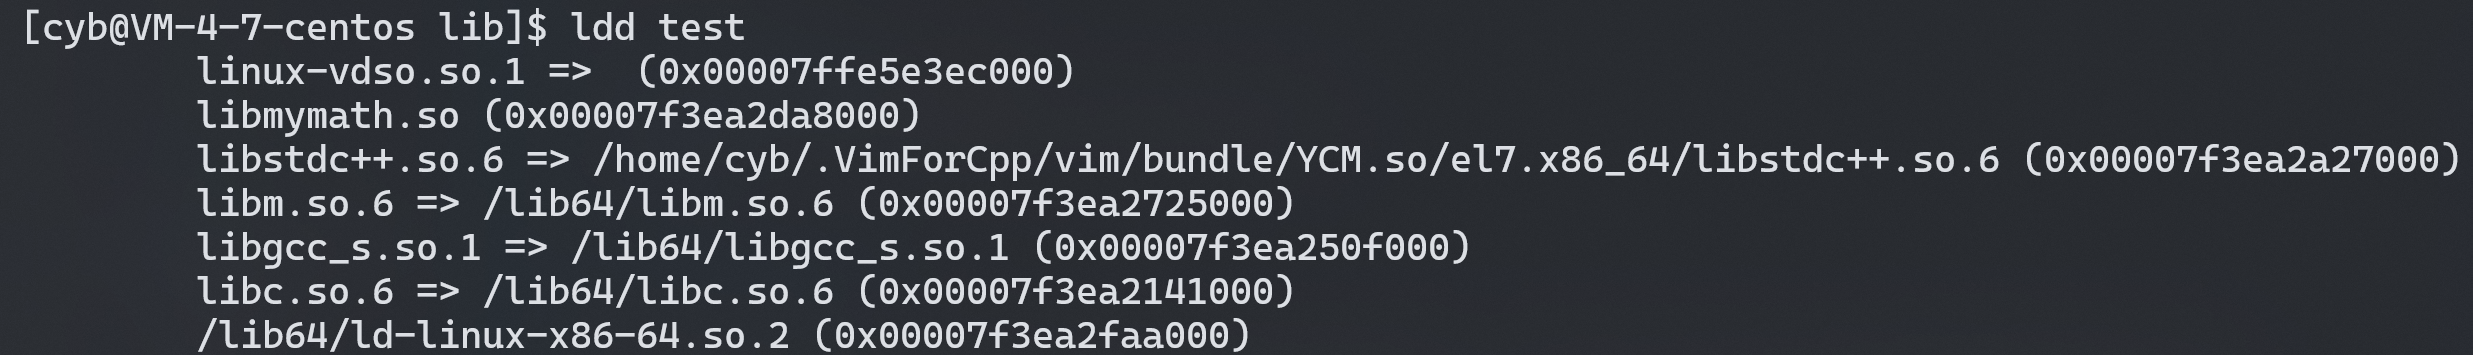 [cyb@VM-4-7-centos lib]$ ldd test
linux-vdso.so.1 =>  (0x00007ffe5e3ec000)
libmymath.so (0x00007f3ea2da8000)
libstdc++.so.6 => /home/cyb/.VimForCpp/vim/bundle/YCM.so/el7.x86_64/libstdc++.so.6 (0x00007f3ea2a27000)
libm.so.6 => /lib64/libm.so.6 (0x00007f3ea2725000)
libgcc_s.so.1 => /lib64/libgcc_s.so.1 (0x00007f3ea250f000)
libc.so.6 => /lib64/libc.so.6 (0x00007f3ea2141000)
/lib64/ld-linux-x86-64.so.2 (0x00007f3ea2faa000)